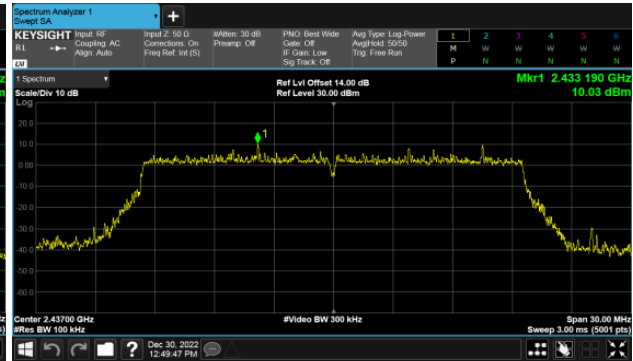 Spectrum Analyzer 1
Swept SA
KEYSIGHT Input: RF Input Z: 50 Ω #Atten: 30 dB PNO: Best Wide Avg Type: Log-Power 1 2 3 4 5 6
RL Coupling: AC Corrections: On Preamp: Off Gate: Off Avg|Hold: 50/50 M W W W W W
Align: Auto Freq Ref: Int (S) IF Gain: Low Trig: Free Run
Sig Track: Off P N N N N N
LXI
1 Spectrum Ref Lvl Offset 14.00 dB Mkr1 2.433 190 GHz
Scale/Div 10 dB Ref Level 30.00 dBm 10.03 dBm
Log
20.0
10.0
1
0.00
-10.0
-20.0
-30.0
-40.0
-50.0
-60.0
Center 2.43700 GHz #Video BW 300 kHz Span 30.00 MHz
#Res BW 100 kHz Sweep 3.00 ms (5001 pts)
? Dec 30, 2022
12:49:47 PM